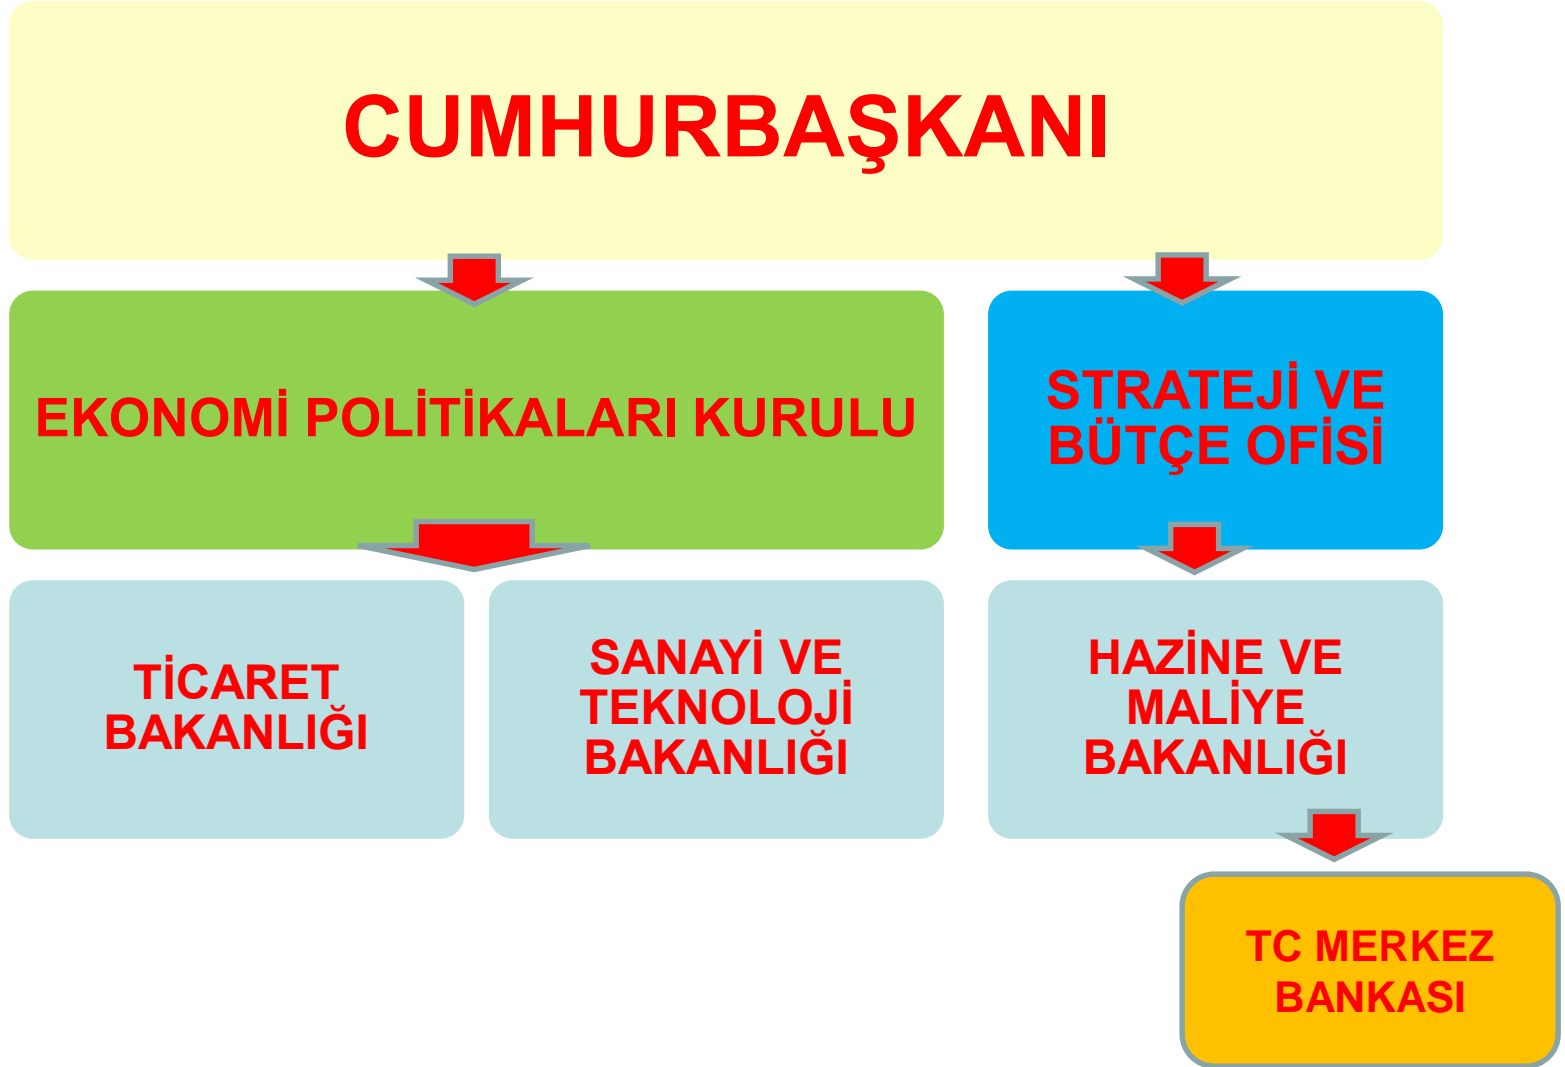 CUMHURBAŞKANI
EKONOMİ POLİTİKALARI KURULU
STRATEJİ VE
BÜTÇE OFİSİ
TİCARET
BAKANLIĞI
SANAYİ VE
TEKNOLOJİ
BAKANLIĞI
HAZİNE VE
MALİYE
BAKANLIĞI
TC MERKEZ
BANKASI